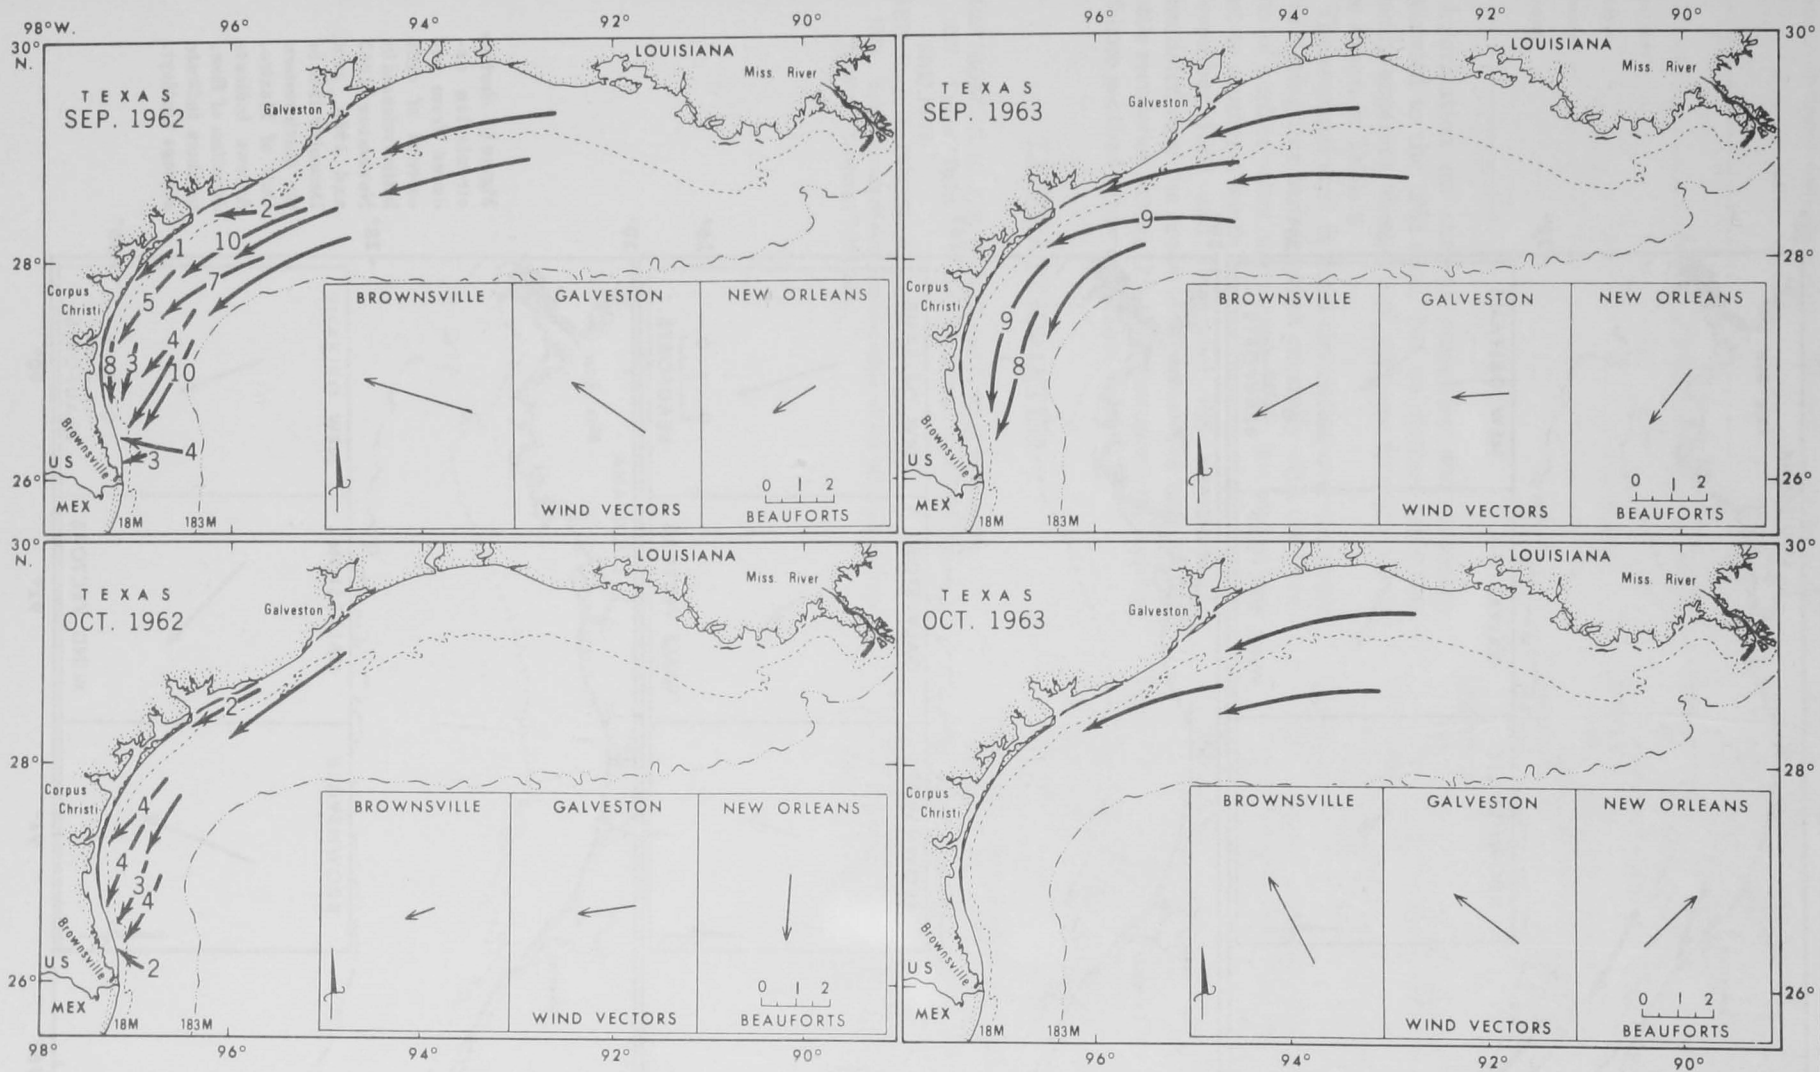 98°W. 96° 94° 92° 90°
30° N.
TEXAS
SEP. 1962
LOUISIANA
Miss. River
Galveston
2
10
1
7
5
28°
Corpus Christi
4
8
3
10
4
3
Brownsville
US
MEX
26°
18M 183M
BROWNSVILLE GALVESTON NEW ORLEANS
WIND VECTORS
0 1 2
BEAUFORTS
96° 94° 92° 90°
30°
TEXAS
SEP. 1963
LOUISIANA
Miss. River
Galveston
9
28°
Corpus Christi
9
8
Brownsville
US
MEX
26°
18M 183M
BROWNSVILLE GALVESTON NEW ORLEANS
WIND VECTORS
0 1 2
BEAUFORTS
30° N.
TEXAS
OCT. 1962
LOUISIANA
Miss. River
Galveston
2
28°
Corpus Christi
4
4
3
4
2
Brownsville
US
MEX
26°
18M 183M
BROWNSVILLE GALVESTON NEW ORLEANS
WIND VECTORS
0 1 2
BEAUFORTS
98° 96° 94° 92° 90°
30°
TEXAS
OCT. 1963
LOUISIANA
Miss. River
Galveston
28°
Corpus Christi
Brownsville
US
MEX
26°
18M 183M
BROWNSVILLE GALVESTON NEW ORLEANS
WIND VECTORS
0 1 2
BEAUFORTS
96° 94° 92° 90°